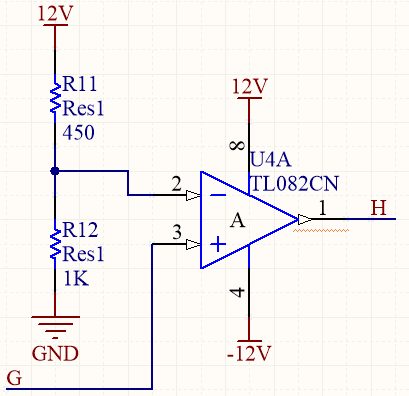 12V
R11
Res1
450
12V
8
U4A
TL082CN
2
−
A
1
H
R12
Res1
1K
3
+
4
GND
-12V
G